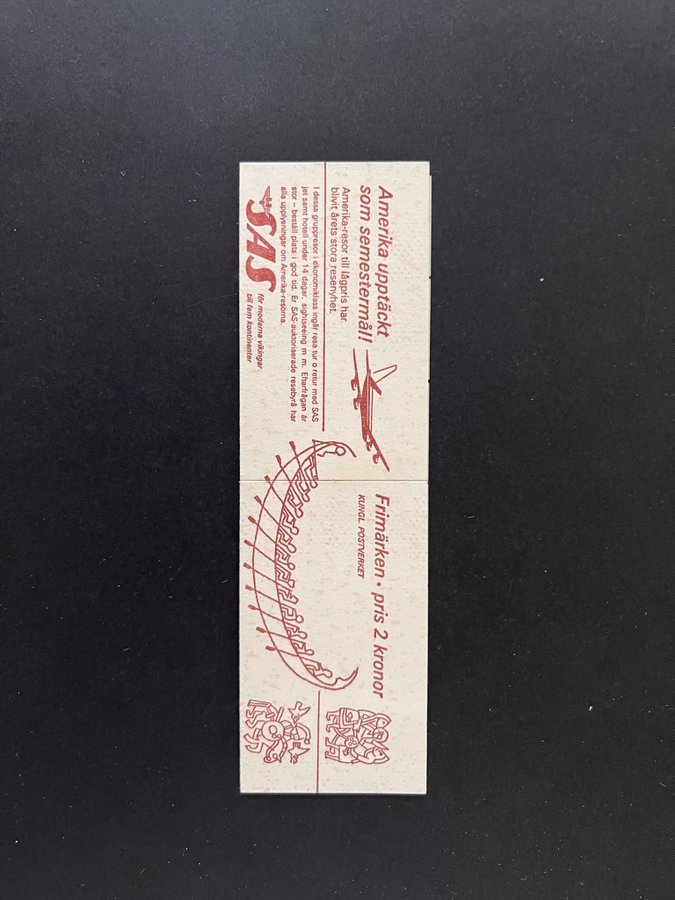 Amerika upptäckt
som semestermål!
Amerika-resor till lågpris har
blivit årets stora resenyhet.
I dessa gruppresor i ekonomiklass ingår resa tur o retur med SAS
jet samt hotell under 14 dagar, sightseeing m m. Efterfrågan är
stor – beställ plats i god tid. Er SAS-auktoriserade resebyrå har
alla upplysningar om Amerika-resorna.
SAS
för moderna vikingar
till fem kontinenter
Frimärken • pris 2 kronor
KUNGL. POSTVERKET